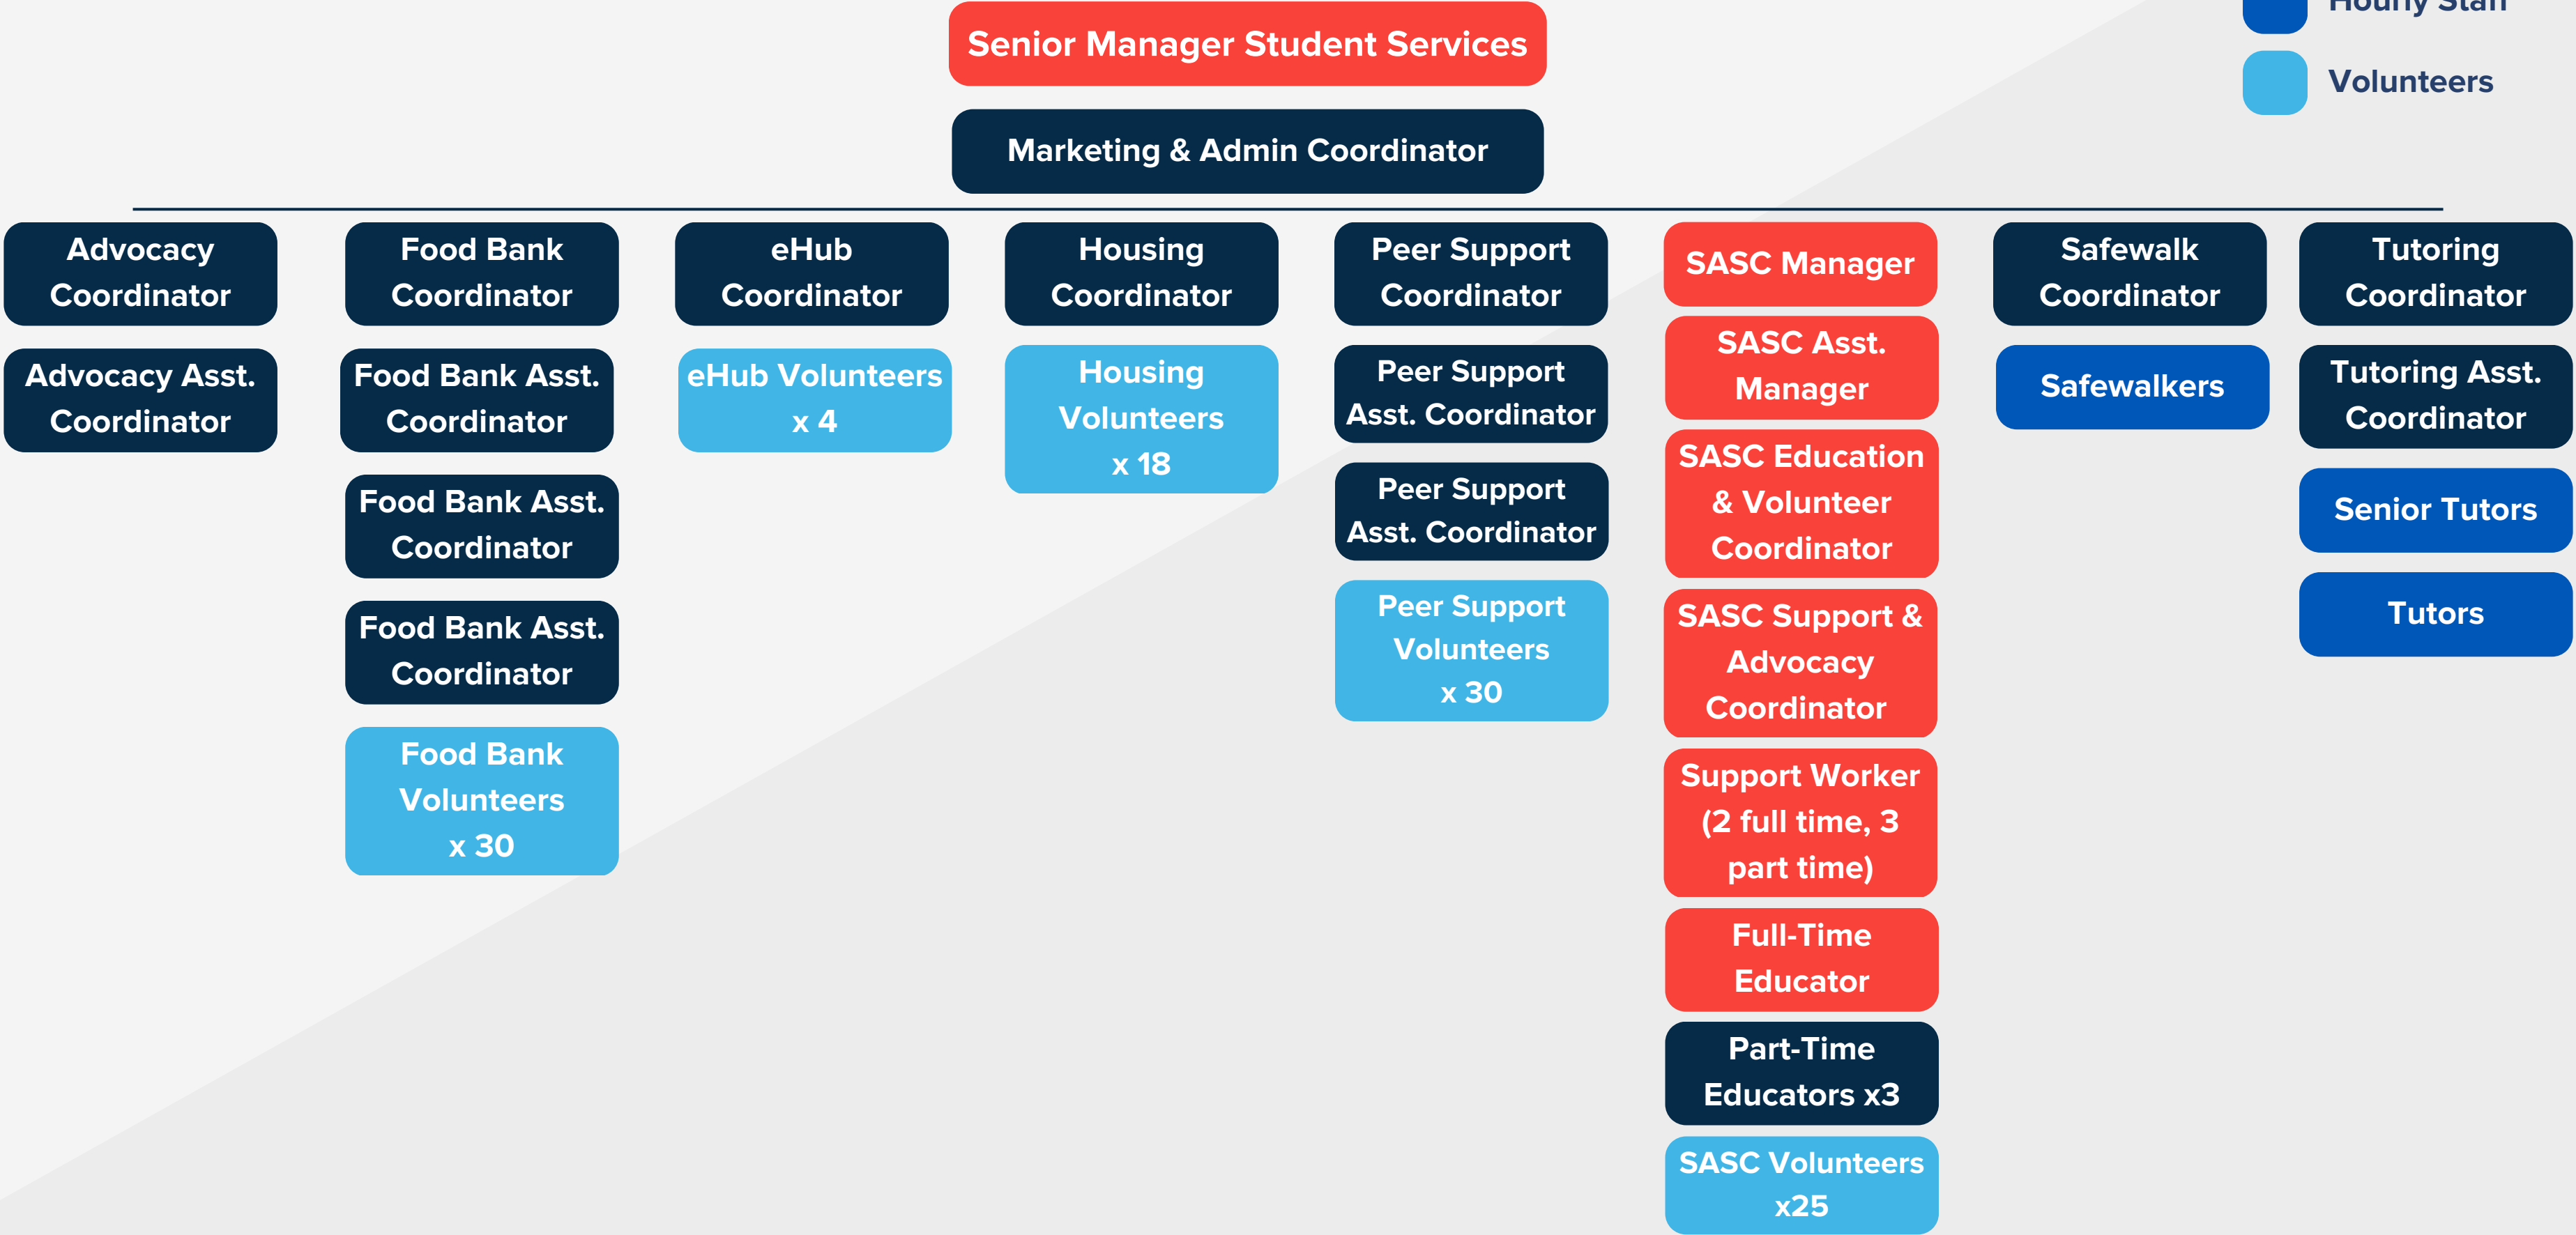 Senior Manager Student Services
Hourly Staff
Volunteers
Marketing & Admin Coordinator
Advocacy
Coordinator
Advocacy Asst.
Coordinator
Food Bank
Coordinator
Food Bank Asst.
Coordinator
Food Bank Asst.
Coordinator
Food Bank Asst.
Coordinator
Food Bank
Volunteers
x 30
eHub
Coordinator
eHub Volunteers
x 4
Housing
Coordinator
Housing
Volunteers
x 18
Peer Support
Coordinator
Peer Support
Asst. Coordinator
Peer Support
Asst. Coordinator
Peer Support
Volunteers
x 30
SASC Manager
SASC Asst.
Manager
SASC Education
& Volunteer
Coordinator
SASC Support &
Advocacy
Coordinator
Support Worker
(2 full time, 3
part time)
Full-Time
Educator
Part-Time
Educators x3
SASC Volunteers
x25
Safewalk
Coordinator
Safewalkers
Tutoring
Coordinator
Tutoring Asst.
Coordinator
Senior Tutors
Tutors